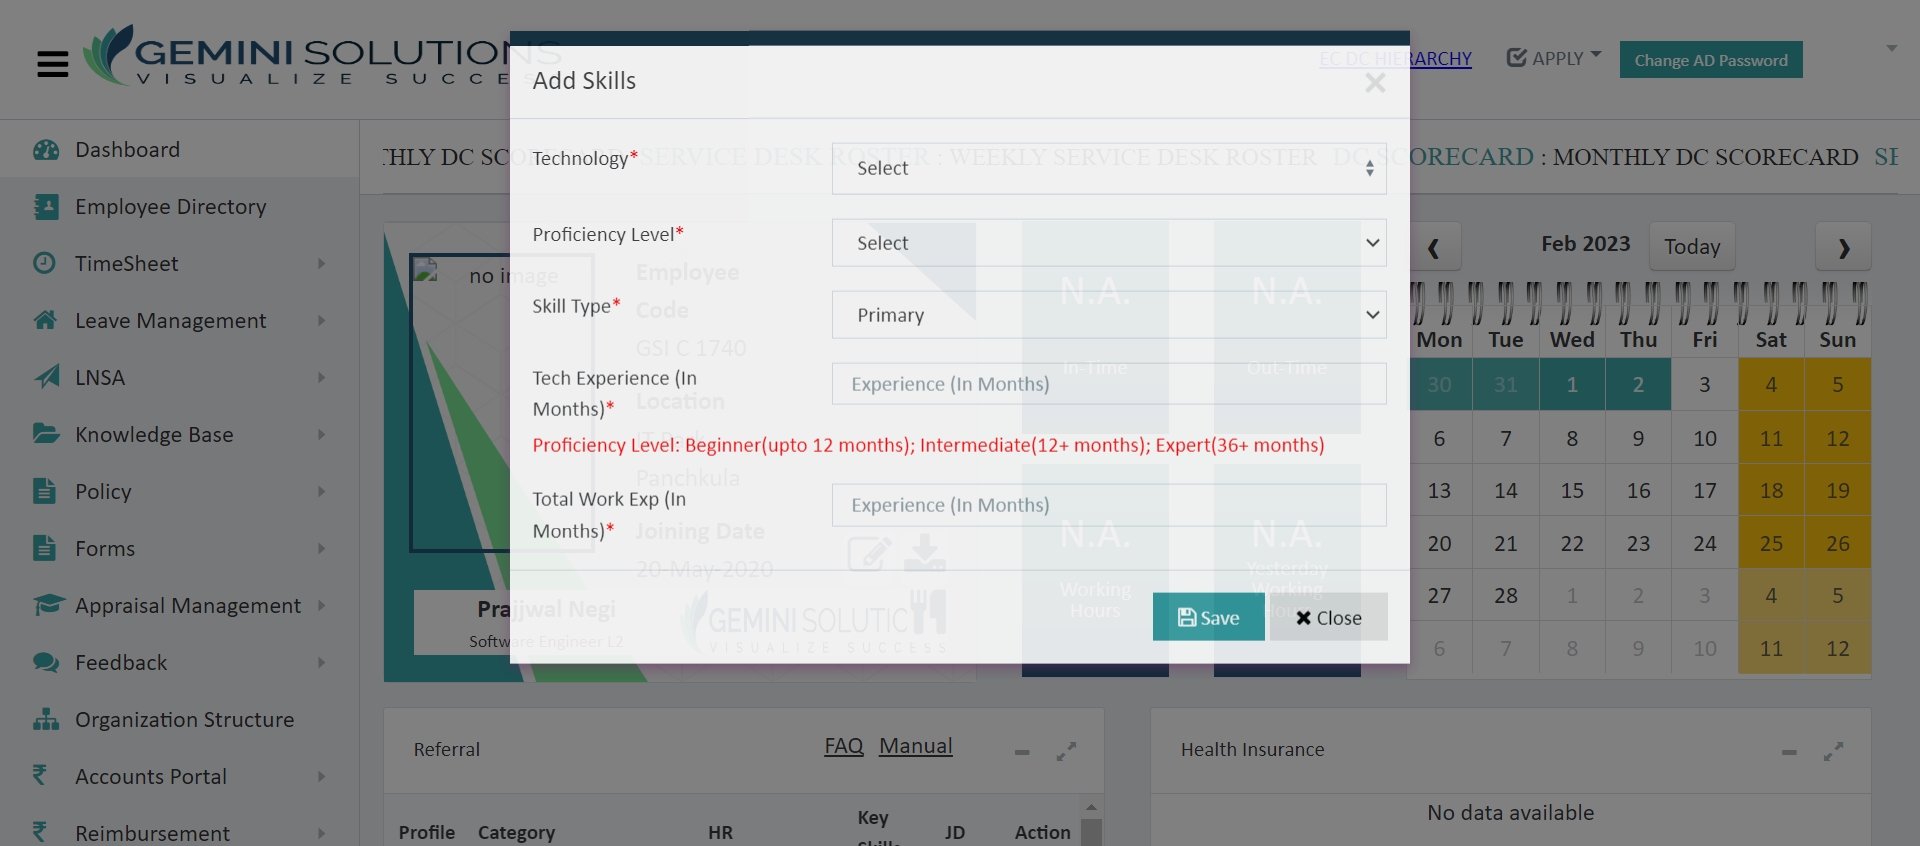 GEMINI SOLUTIONS
VISUALIZE SUCCESS
EC DC HIERARCHY
APPLY
Change AD Password
Dashboard
Employee Directory
TimeSheet
Leave Management
LNSA
Knowledge Base
Policy
Forms
Appraisal Management
Feedback
Organization Structure
Accounts Portal
Reimbursement
THLY DC SCORECARD SERVICE DESK ROSTER : WEEKLY SERVICE DESK ROSTER DC SCORECARD : MONTHLY DC SCORECARD SE
Add Skills
Technology*
Select
Proficiency Level*
Select
Skill Type*
Primary
Tech Experience (In
Months)*
Experience (In Months)
Proficiency Level: Beginner(upto 12 months); Intermediate(12+ months); Expert(36+ months)
Total Work Exp (In
Months)*
Experience (In Months)
Save
Close
no image
Employee
Code
GSI C 1740
Location
IT Park
Panchkula
Joining Date
20-May-2020
Prajjwal Negi
Software Engineer L2
GEMINI SOLUTIC
VISUALIZE SUCCESS
N.A.
In-Time
N.A.
Out-Time
N.A.
Working
Hours
N.A.
Yesterday
Working
Hours
Feb 2023
Today
Mon Tue Wed Thu Fri Sat Sun
30 31 1 2 3 4 5
6 7 8 9 10 11 12
13 14 15 16 17 18 19
20 21 22 23 24 25 26
27 28 1 2 3 4 5
6 7 8 9 10 11 12
Referral
FAQ Manual
Profile Category HR Key JD Action
Skills
Health Insurance
No data available